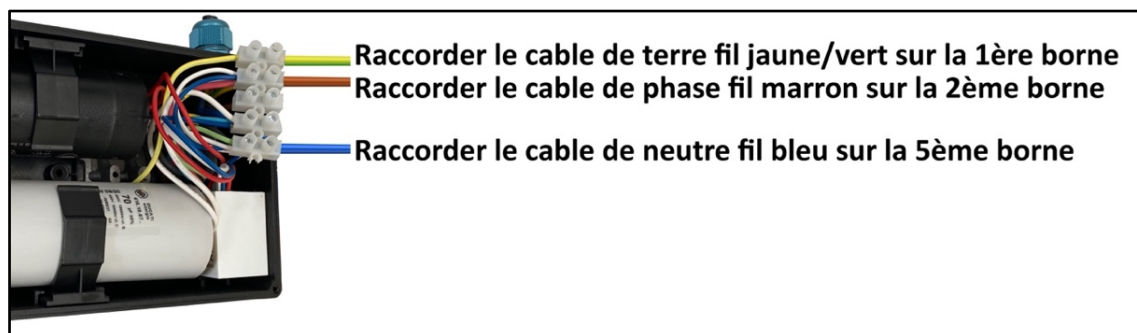 Raccorder le cable de terre fil jaune/vert sur la 1ère borne
Raccorder le cable de phase fil marron sur la 2ème borne
Raccorder le cable de neutre fil bleu sur la 5ème borne
70